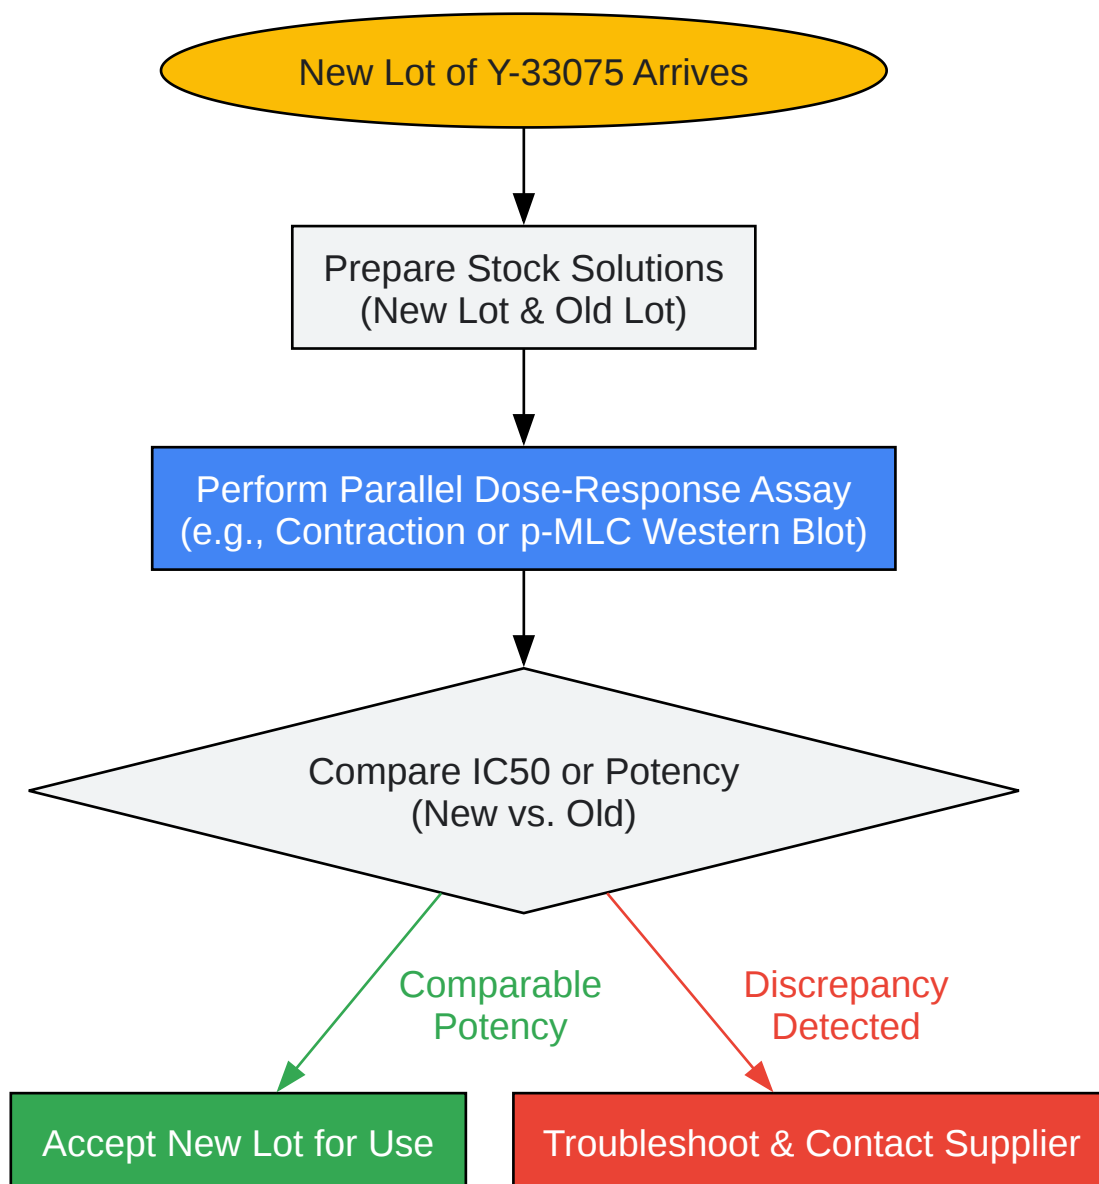 New Lot of Y-33075 Arrives
Prepare Stock Solutions
(New Lot & Old Lot)
Perform Parallel Dose-Response Assay
(e.g., Contraction or p-MLC Western Blot)
Compare IC50 or Potency
(New vs. Old)
Comparable
Potency
Discrepancy
Detected
Accept New Lot for Use
Troubleshoot & Contact Supplier